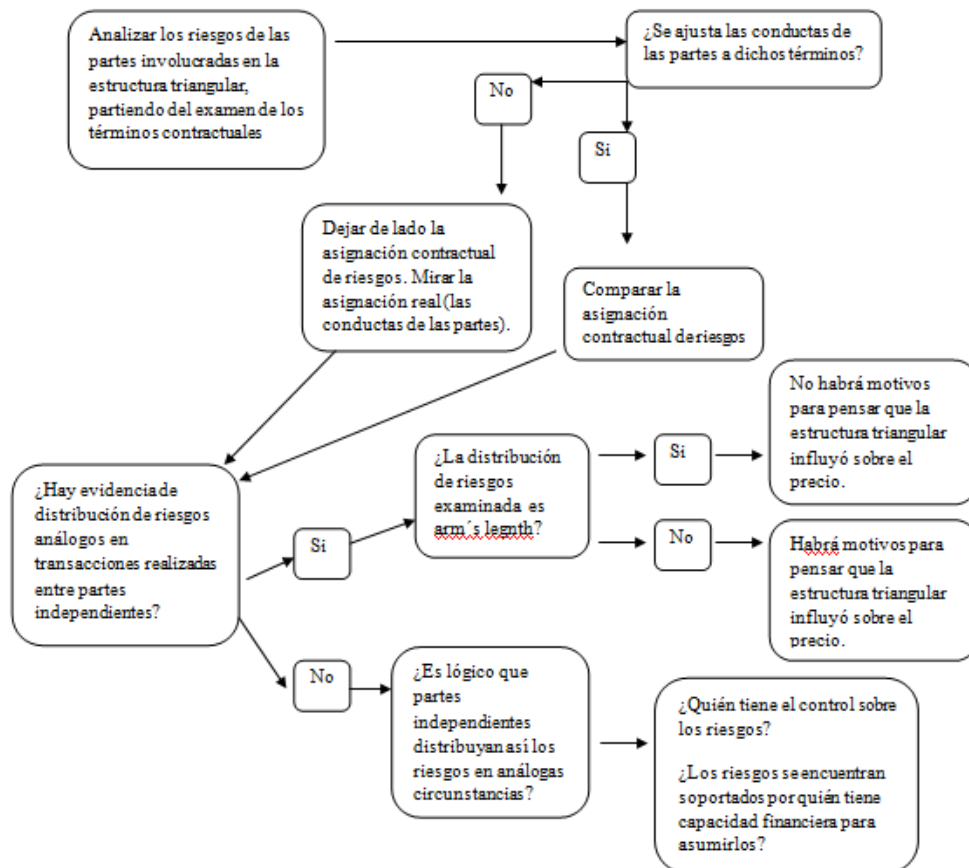 Analizar los riesgos de las
partes involucradas en la
estructura triangular,
partiendo del examen de los
términos contractuales
¿Se ajusta las conductas de
las partes a dichos términos?
No
Si
Dejar de lado la
asignación contractual
de riesgos. Mirar la
asignación real (las
conductas de las partes).
Comparar la
asignación
contractual de riesgos
¿Hay evidencia de
distribución de riesgos
análogos en
transacciones realizadas
entre partes
independientes?
Si
¿La distribución
de riesgos
examinada es
arm´s legnth?
Si
No habrá motivos
para pensar que la
estructura triangular
influyó sobre el
precio.
No
Habrá motivos para
pensar que la
estructura triangular
influyó sobre el
precio.
No
¿Es lógico que
partes
independientes
distribuyan así los
riesgos en análogas
circunstancias?
¿Quién tiene el control sobre
los riesgos?
¿Los riesgos se encuentran
soportados por quién tiene
capacidad financiera para
asumirlos?